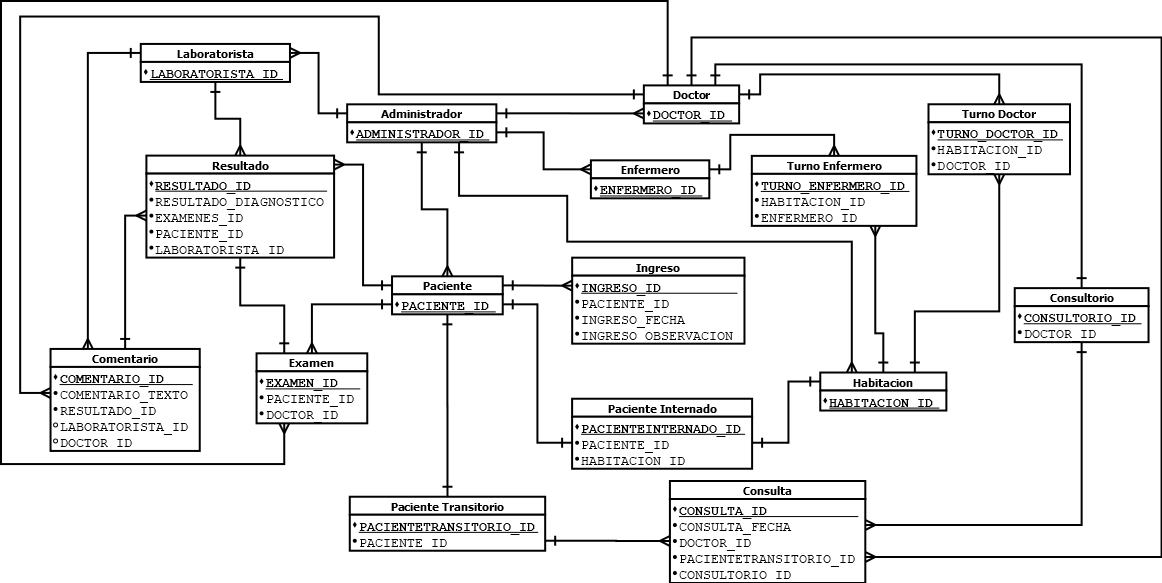 Laboratorista
LABORATORISTA_ID
Doctor
DOCTOR_ID
Administrador
ADMINISTRADOR_ID
Turno Doctor
TURNO_DOCTOR_ID
HABITACION_ID
DOCTOR_ID
Resultado
RESULTADO_ID
RESULTADO_DIAGNOSTICO
EXAMENES_ID
PACIENTE_ID
LABORATORISTA_ID
Enfermero
ENFERMERO_ID
Turno Enfermero
TURNO_ENFERMERO_ID
HABITACION_ID
ENFERMERO_ID
Paciente
PACIENTE_ID
Ingreso
INGRESO_ID
PACIENTE_ID
INGRESO_FECHA
INGRESO_OBSERVACION
Consultorio
CONSULTORIO_ID
DOCTOR_ID
Comentario
COMENTARIO_ID
COMENTARIO_TEXTO
RESULTADO_ID
LABORATORISTA_ID
DOCTOR_ID
Examen
EXAMEN_ID
PACIENTE_ID
DOCTOR_ID
Habitacion
HABITACION_ID
Paciente Internado
PACIENTEINTERNADO_ID
PACIENTE_ID
HABITACION_ID
Paciente Transitorio
PACIENTETRANSITORIO_ID
PACIENTE_ID
Consulta
CONSULTA_ID
CONSULTA_FECHA
DOCTOR_ID
PACIENTETRANSITORIO_ID
CONSULTORIO_ID